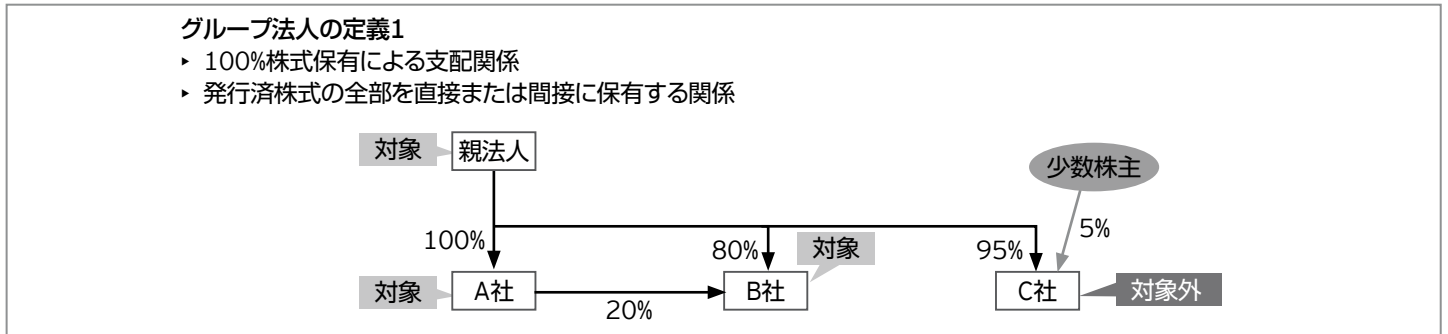 グループ法人の定義1
‣ 100%株式保有による支配関係
‣ 発行済株式の全部を直接または間接に保有する関係
対象
親法人
少数株主
100%
80%
対象
95%
5%
対象
A社
20%
B社
C社
対象外